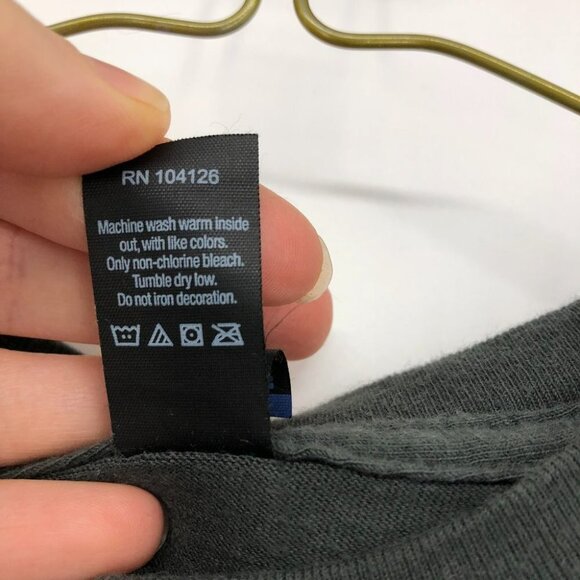 RN 104126
Machine wash warm inside
out, with like colors.
Only non-chlorine bleach.
Tumble dry low.
Do not iron decoration.